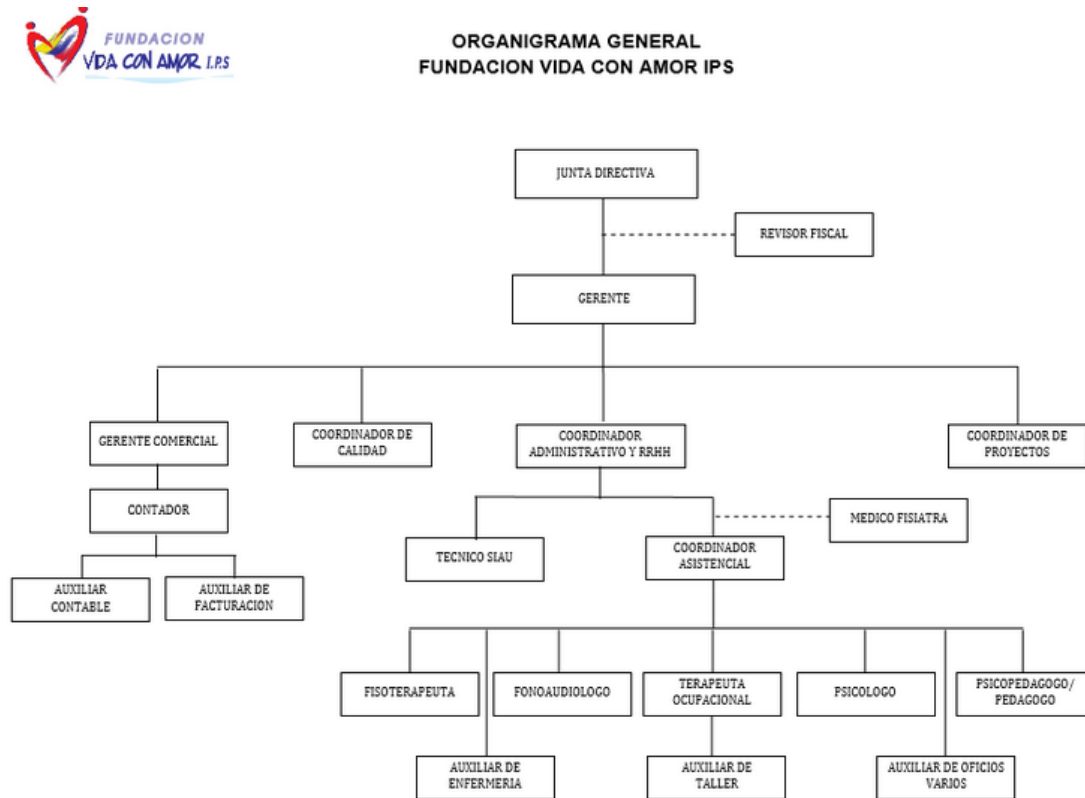 FUNDACION
VIDA CON AMOR I.P.S
ORGANIGRAMA GENERAL
FUNDACION VIDA CON AMOR IPS
JUNTA DIRECTIVA
REVISOR FISCAL
GERENTE
GERENTE COMERCIAL
COORDINADOR DE
CALIDAD
COORDINADOR
ADMINISTRATIVO Y RRHH
COORDINADOR DE
PROYECTOS
CONTADOR
MEDICO FISIATRA
TECNICO SIAU
COORDINADOR
ASISTENCIAL
AUXILIAR
CONTABLE
AUXILIAR DE
FACTURACION
FISOTERAPEUTA
FONOAUDIOLOGO
TERAPEUTA
OCUPACIONAL
PSICOLOGO
PSICOPEDAGOGO/
PEDAGOGO
AUXILIAR DE
ENFERMERIA
AUXILIAR DE
TALLER
AUXILIAR DE OFICIOS
VARIOS